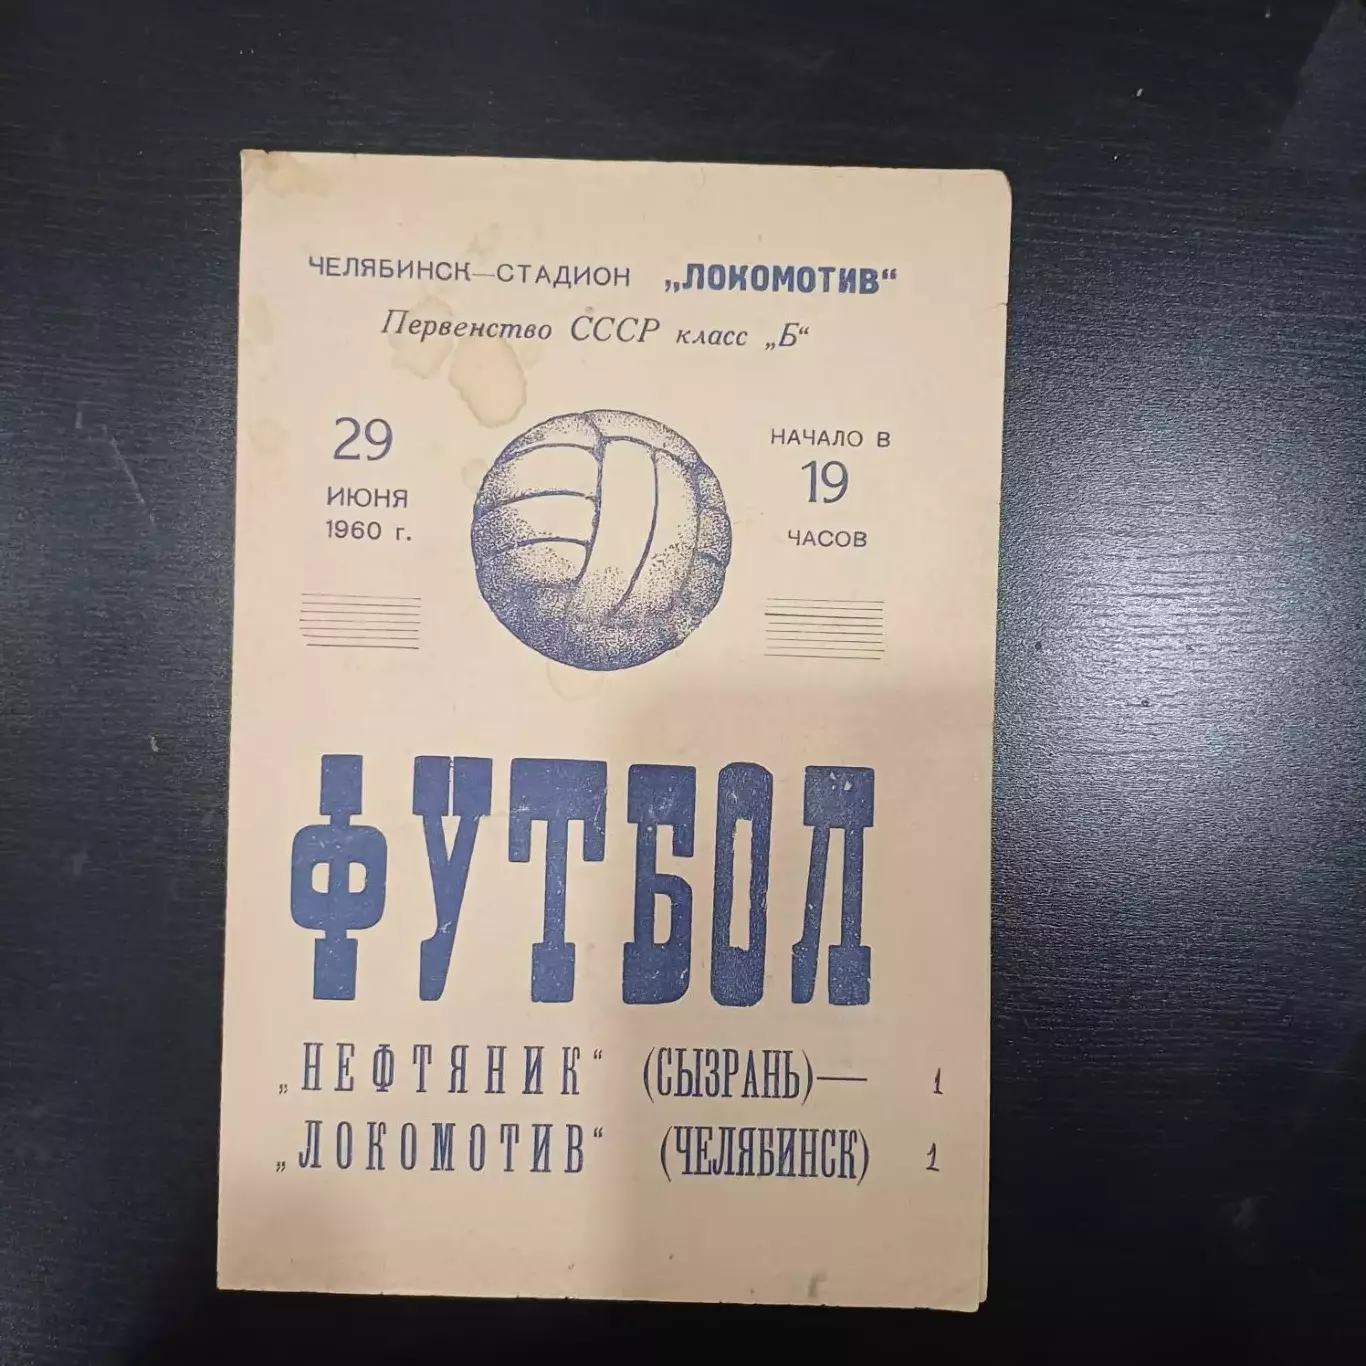 ЧЕЛЯБИНСК—СТАДИОН „ЛОКОМОТИВ“
Первенство СССР класс „Б“
29
ИЮНЯ
1960 г.
НАЧАЛО В
19
ЧАСОВ
ФУТБОЛ
„НЕФТЯНИК“ (СЫЗРАНЬ)— 1
„ЛОКОМОТИВ“ (ЧЕЛЯБИНСК) 1